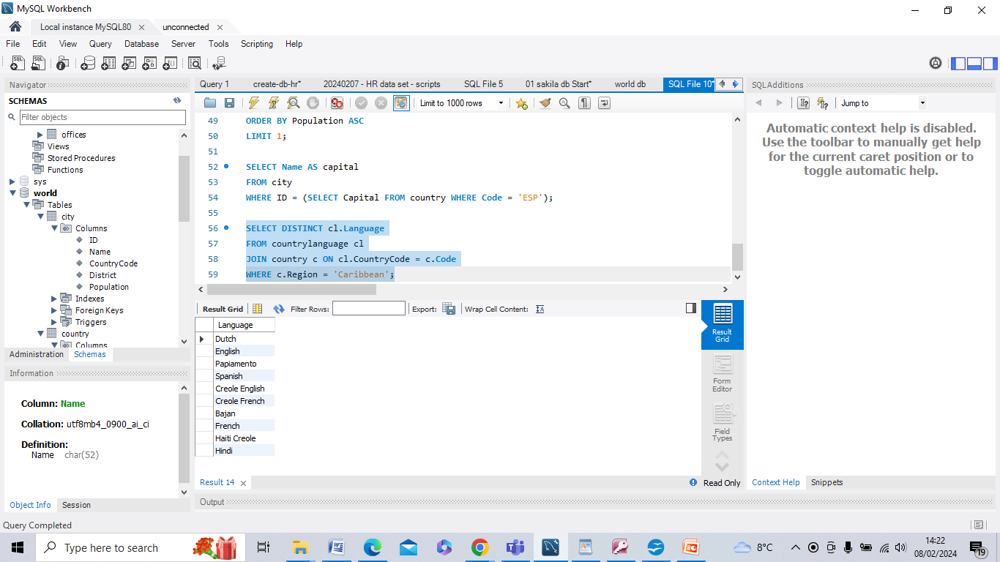 MySQL Workbench
Local instance MySQL80
unconnected
File Edit View Query Database Server Tools Scripting Help
Navigator
SCHEMAS
Filter objects
offices
Views
Stored Procedures
Functions
sys
world
Tables
city
Columns
ID
Name
CountryCode
District
Population
Indexes
Foreign Keys
Triggers
country
Columns
Administration Schemas
Information
Column: Name
Collation: utf8mb4_0900_ai_ci
Definition:
Name char(52)
Object Info Session
Query 1 create-db-hr* 20240207 - HR data set - scripts SQL File 5 01 sakila db Start* world db SQL File 10*
Limit to 1000 rows
49 ORDER BY Population ASC
50 LIMIT 1;
51
52 SELECT Name AS capital
53 FROM city
54 WHERE ID = (SELECT Capital FROM country WHERE Code = 'ESP');
55
56 SELECT DISTINCT cl.Language
57 FROM countrylanguage cl
58 JOIN country c ON cl.CountryCode = c.Code
59 WHERE c.Region = 'Caribbean';
Result Grid Filter Rows: Export: Wrap Cell Content:
Language
Dutch
English
Papiamento
Spanish
Creole English
Creole French
Bajan
French
Haiti Creole
Hindi
Result Grid
Form Editor
Field Types
Result 14
Read Only
Output
SQLAdditions
Jump to
Automatic context help is disabled.
Use the toolbar to manually get help
for the current caret position or to
toggle automatic help.
Context Help Snippets
Query Completed
Type here to search
8°C
14:22
08/02/2024
19